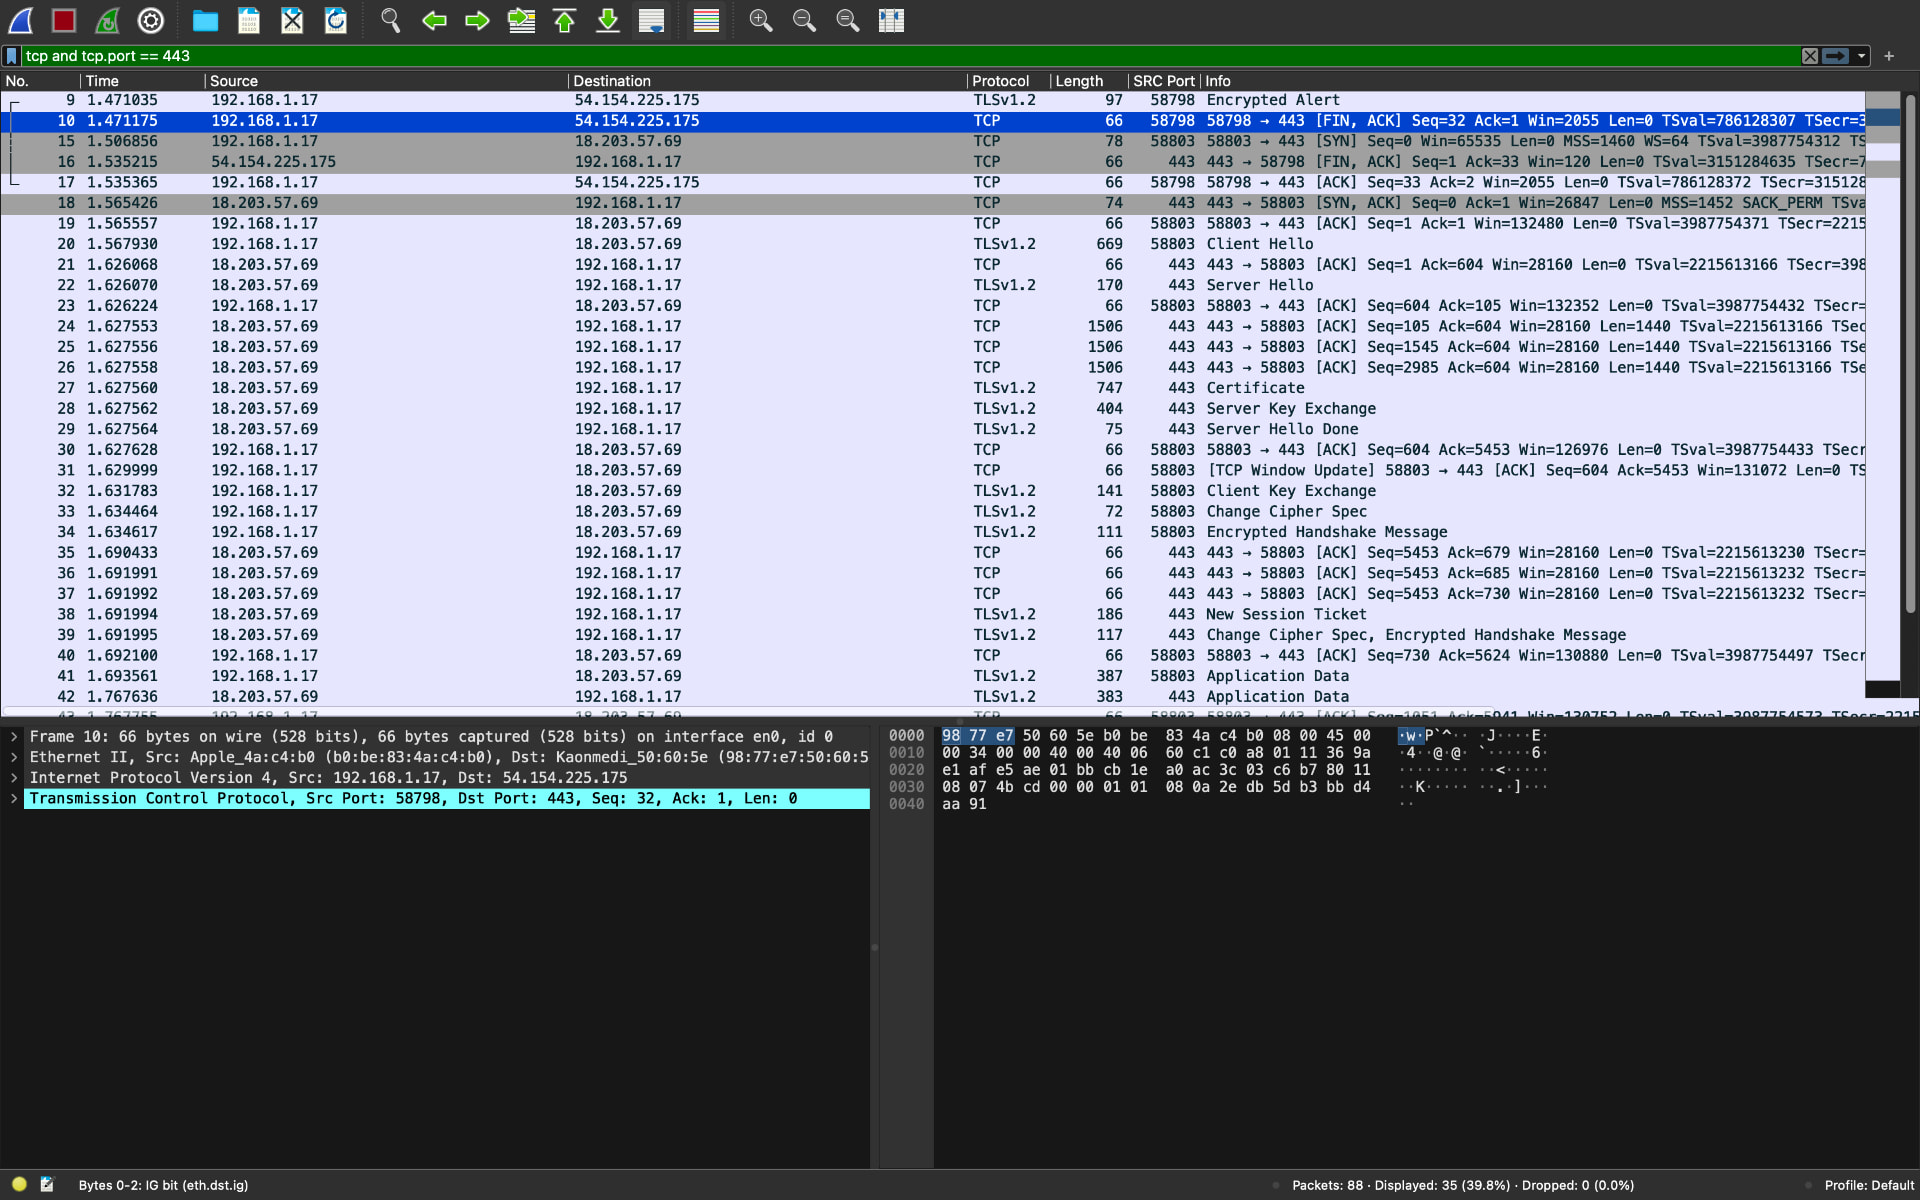 tcp and tcp.port == 443
No. Time Source Destination Protocol Length SRC Port Info
9 1.471035 192.168.1.17 54.154.225.175 TLSv1.2 97 58798 Encrypted Alert
10 1.471175 192.168.1.17 54.154.225.175 TCP 66 58798 58798 → 443 [FIN, ACK] Seq=32 Ack=1 Win=2055 Len=0 TSval=786128307 TSecr=3
15 1.506856 192.168.1.17 18.203.57.69 TCP 78 58803 58803 → 443 [SYN] Seq=0 Win=65535 Len=0 MSS=1460 WS=64 TSval=3987754312 TS
16 1.535215 54.154.225.175 192.168.1.17 TCP 66 443 443 → 58798 [FIN, ACK] Seq=1 Ack=33 Win=120 Len=0 TSval=3151284635 TSecr=7
17 1.535365 192.168.1.17 54.154.225.175 TCP 66 58798 58798 → 443 [ACK] Seq=33 Ack=2 Win=2055 Len=0 TSval=786128372 TSecr=315128
18 1.565426 18.203.57.69 192.168.1.17 TCP 74 443 443 → 58803 [SYN, ACK] Seq=0 Ack=1 Win=26847 Len=0 MSS=1452 SACK_PERM TSva
19 1.565557 192.168.1.17 18.203.57.69 TCP 66 58803 58803 → 443 [ACK] Seq=1 Ack=1 Win=132480 Len=0 TSval=3987754371 TSecr=2215
20 1.567930 192.168.1.17 18.203.57.69 TLSv1.2 669 58803 Client Hello
21 1.626068 18.203.57.69 192.168.1.17 TCP 66 443 443 → 58803 [ACK] Seq=1 Ack=604 Win=28160 Len=0 TSval=2215613166 TSecr=398
22 1.626070 18.203.57.69 192.168.1.17 TLSv1.2 170 443 Server Hello
23 1.626224 192.168.1.17 18.203.57.69 TCP 66 58803 58803 → 443 [ACK] Seq=604 Ack=105 Win=132352 Len=0 TSval=3987754432 TSecr=
24 1.627553 18.203.57.69 192.168.1.17 TCP 1506 443 443 → 58803 [ACK] Seq=105 Ack=604 Win=28160 Len=1440 TSval=2215613166 TSec
25 1.627556 18.203.57.69 192.168.1.17 TCP 1506 443 443 → 58803 [ACK] Seq=1545 Ack=604 Win=28160 Len=1440 TSval=2215613166 TSe
26 1.627558 18.203.57.69 192.168.1.17 TCP 1506 443 443 → 58803 [ACK] Seq=2985 Ack=604 Win=28160 Len=1440 TSval=2215613166 TSe
27 1.627560 18.203.57.69 192.168.1.17 TLSv1.2 747 443 Certificate
28 1.627562 18.203.57.69 192.168.1.17 TLSv1.2 404 443 Server Key Exchange
29 1.627564 18.203.57.69 192.168.1.17 TLSv1.2 75 443 Server Hello Done
30 1.627628 192.168.1.17 18.203.57.69 TCP 66 58803 58803 → 443 [ACK] Seq=604 Ack=5453 Win=126976 Len=0 TSval=3987754433 TSecr
31 1.629999 192.168.1.17 18.203.57.69 TCP 66 58803 [TCP Window Update] 58803 → 443 [ACK] Seq=604 Ack=5453 Win=131072 Len=0 TS
32 1.631783 192.168.1.17 18.203.57.69 TLSv1.2 141 58803 Client Key Exchange
33 1.634464 192.168.1.17 18.203.57.69 TLSv1.2 72 58803 Change Cipher Spec
34 1.634617 192.168.1.17 18.203.57.69 TLSv1.2 111 58803 Encrypted Handshake Message
35 1.690433 18.203.57.69 192.168.1.17 TCP 66 443 443 → 58803 [ACK] Seq=5453 Ack=679 Win=28160 Len=0 TSval=2215613230 TSecr=
36 1.691991 18.203.57.69 192.168.1.17 TCP 66 443 443 → 58803 [ACK] Seq=5453 Ack=685 Win=28160 Len=0 TSval=2215613232 TSecr=
37 1.691992 18.203.57.69 192.168.1.17 TCP 66 443 443 → 58803 [ACK] Seq=5453 Ack=730 Win=28160 Len=0 TSval=2215613232 TSecr=
38 1.691994 18.203.57.69 192.168.1.17 TLSv1.2 186 443 New Session Ticket
39 1.691995 18.203.57.69 192.168.1.17 TLSv1.2 117 443 Change Cipher Spec, Encrypted Handshake Message
40 1.692100 192.168.1.17 18.203.57.69 TCP 66 58803 58803 → 443 [ACK] Seq=730 Ack=5624 Win=130880 Len=0 TSval=3987754497 TSecr
41 1.693561 192.168.1.17 18.203.57.69 TLSv1.2 387 58803 Application Data
42 1.767636 18.203.57.69 192.168.1.17 TLSv1.2 383 443 Application Data
43 1.767755 192.168.1.17 18.203.57.69 TCP 66 58803 58803 → 443 [ACK] Seq=1051 Ack=5941 Win=130752 Len=0 TSval=3987754573 TSecr=2215
Frame 10: 66 bytes on wire (528 bits), 66 bytes captured (528 bits) on interface en0, id 0
Ethernet II, Src: Apple_4a:c4:b0 (b0:be:83:4a:c4:b0), Dst: Kaonmedi_50:60:5e (98:77:e7:50:60:5
Internet Protocol Version 4, Src: 192.168.1.17, Dst: 54.154.225.175
Transmission Control Protocol, Src Port: 58798, Dst Port: 443, Seq: 32, Ack: 1, Len: 0
0000 98 77 e7 50 60 5e b0 be 83 4a c4 b0 08 00 45 00 ·w·P`^·· ·J····E·
0010 00 34 00 00 40 00 40 06 60 c1 c0 a8 01 11 36 9a ·4··@·@· `·····6·
0020 e1 af e5 ae 01 bb cb 1e a0 ac 3c 03 c6 b7 80 11 ········ ··<·····
0030 08 07 4b cd 00 00 01 01 08 0a 2e db 5d b3 bb d4 ··K····· ··.·]···
0040 aa 91 ··
Bytes 0-2: IG bit (eth.dst.ig)
Packets: 88 · Displayed: 35 (39.8%) · Dropped: 0 (0.0%)
Profile: Default